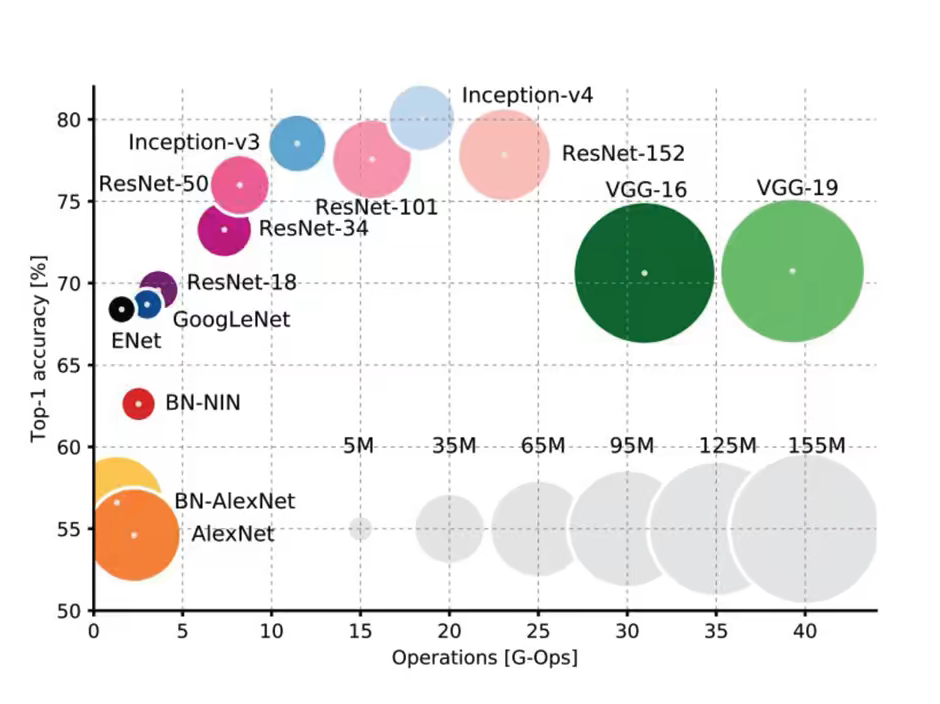 Inception-v4
80
Inception-v3
ResNet-152
ResNet-50
VGG-16
VGG-19
75
ResNet-101
ResNet-34
70
ResNet-18
GoogLeNet
ENet
65
BN-NIN
60
5M 35M 65M 95M 125M 155M
BN-AlexNet
55
AlexNet
50
0 5 10 15 20 25 30 35 40
Operations [G-Ops]
Top-1 accuracy [%]